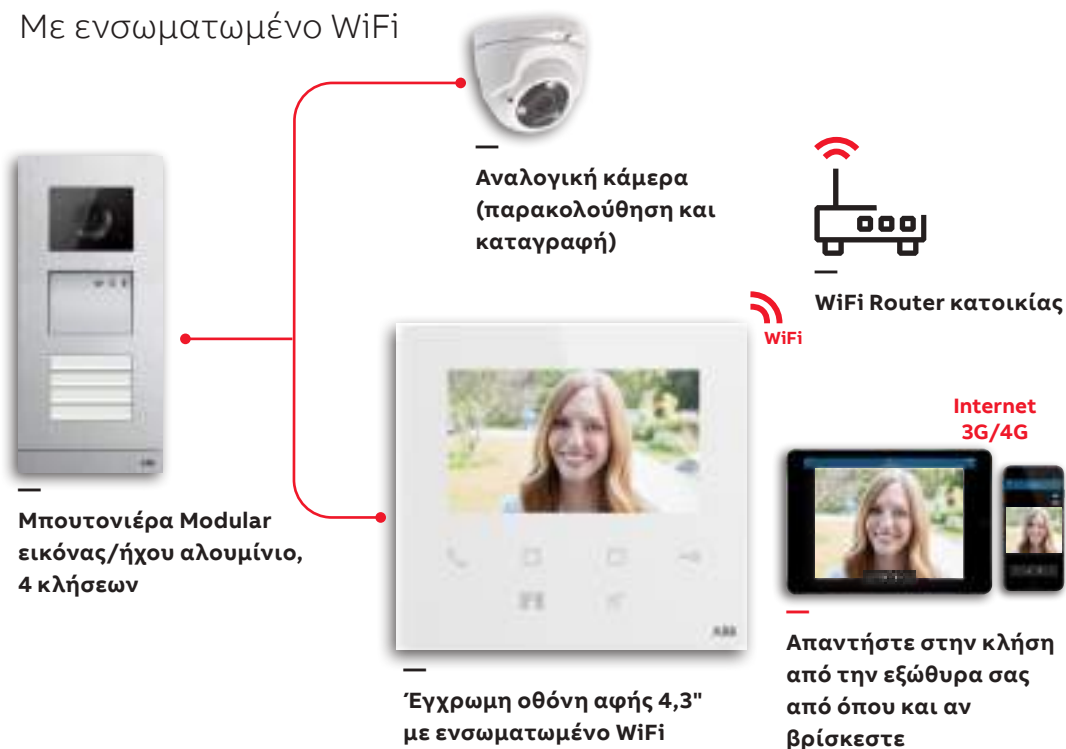 Με ενσωματωμένο WiFi
Αναλογική κάμερα
(παρακολούθηση και
καταγραφή)
WiFi Router κατοικίας
WiFi
Internet
3G/4G
Μπουτονιέρα Modular
εικόνας/ήχου αλουμίνιο,
4 κλήσεων
ABB
ABB
Έγχρωμη οθόνη αφής 4,3"
με ενσωματωμένο WiFi
Απαντήστε στην κλήση
από την εξώθυρα σας
από όπου και αν
βρίσκεστε